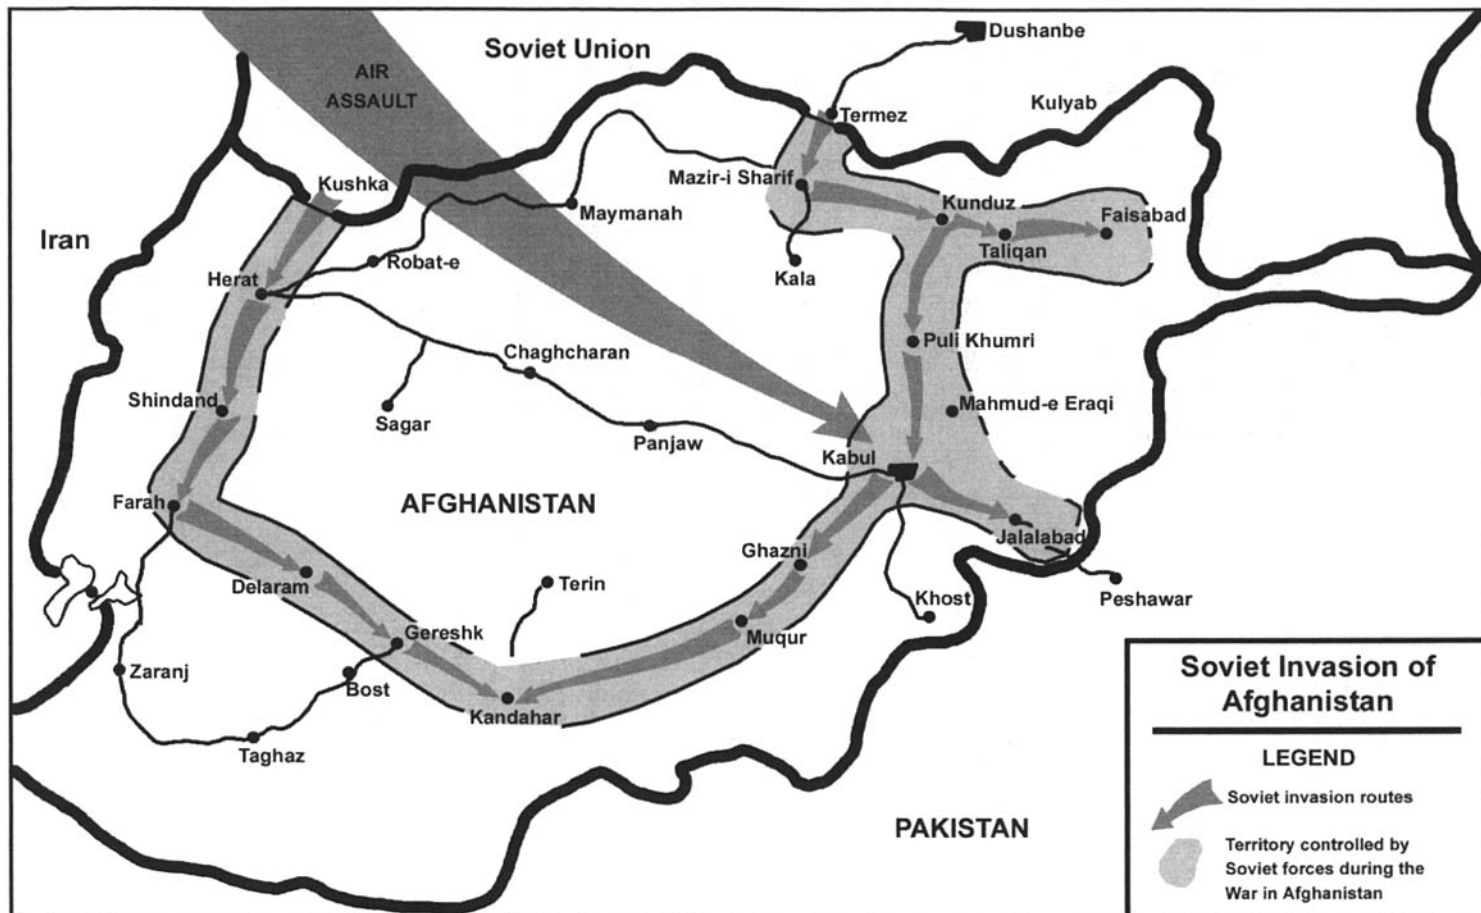 Dushanbe
Soviet Union
AIR
ASSAULT
Kulyab
Termez
Mazir-i Sharif
Kushka
Maymanah
Kunduz
Faisabad
Iran
Taliqan
Robat-e
Herat
Kala
Puli Khumri
Chaghcharan
Shindand
Mahmud-e Eraqi
Sagar
Panjaw
Kabul
Farah
AFGHANISTAN
Jalalabad
Ghazni
Delaram
Terin
Khost
Peshawar
Gereshk
Muqur
Zaranj
Bost
Kandahar
Taghaz
PAKISTAN
Soviet Invasion of
Afghanistan
LEGEND
Soviet invasion routes
Territory controlled by
Soviet forces during the
War in Afghanistan